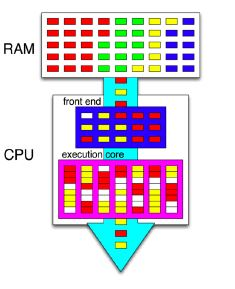 RAM
front end
CPU
execution core